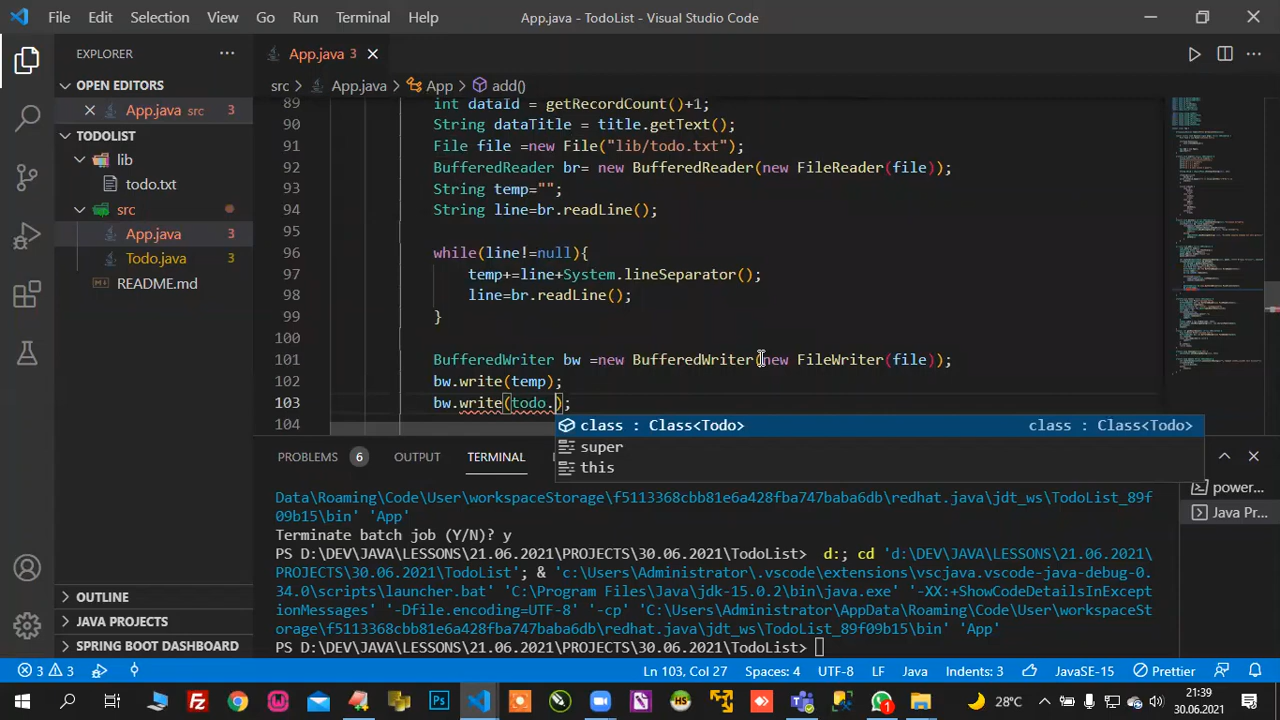 File Edit Selection View Go Run Terminal Help App.java - TodoList - Visual Studio Code
EXPLORER
App.java 3
OPEN EDITORS
src App.java App add()
App.java src 3
TODOLIST
lib
todo.txt
src
App.java 3
Todo.java 2
README.md
89 int dataId = getRecordCount()+1;
90 String dataTitle = title.getText();
91 File file =new File("lib/todo.txt");
92 BufferedReader br= new BufferedReader(new FileReader(file));
93 String temp="";
94 String line=br.readLine();
95
96 while(line!=null){
97 temp+=line+System.lineSeparator();
98 line=br.readLine();
99 }
100
101 BufferedWriter bw =new BufferedWriter(new FileWriter(file));
102 bw.write(temp);
103 bw.write(todo.);
104
class : Class<Todo> class : Class<Todo>
super
this
PROBLEMS 6 OUTPUT TERMINAL
power...
Java Pr...
Data\Roaming\Code\User\workspaceStorage\f5113368cbb81e6a428fba747baba6db\redhat.java\jdt_ws\TodoList_89f
09b15\bin' 'App'
Terminate batch job (Y/N)? y
PS D:\DEV\JAVA\LESSONS\21.06.2021\PROJECTS\30.06.2021\TodoList> d:; cd 'd:\DEV\JAVA\LESSONS\21.06.2021\
PROJECTS\30.06.2021\TodoList'; & 'c:\Users\Administrator\.vscode\extensions\vscjava.vscode-java-debug-0.
34.0\scripts\launcher.bat' 'C:\Program Files\Java\jdk-15.0.2\bin\java.exe' '-XX:+ShowCodeDetailsInExcept
ionMessages' '-Dfile.encoding=UTF-8' '-cp' 'C:\Users\Administrator\AppData\Roaming\Code\User\workspaceSt
orage\f5113368cbb81e6a428fba747baba6db\redhat.java\jdt_ws\TodoList_89f09b15\bin' 'App'
PS D:\DEV\JAVA\LESSONS\21.06.2021\PROJECTS\30.06.2021\TodoList>
OUTLINE
JAVA PROJECTS
SPRING BOOT DASHBOARD
3 3 Ln 103, Col 27 Spaces: 4 UTF-8 LF Java Indents: 3 JavaSE-15 Prettier
28°C 21:39
30.06.2021